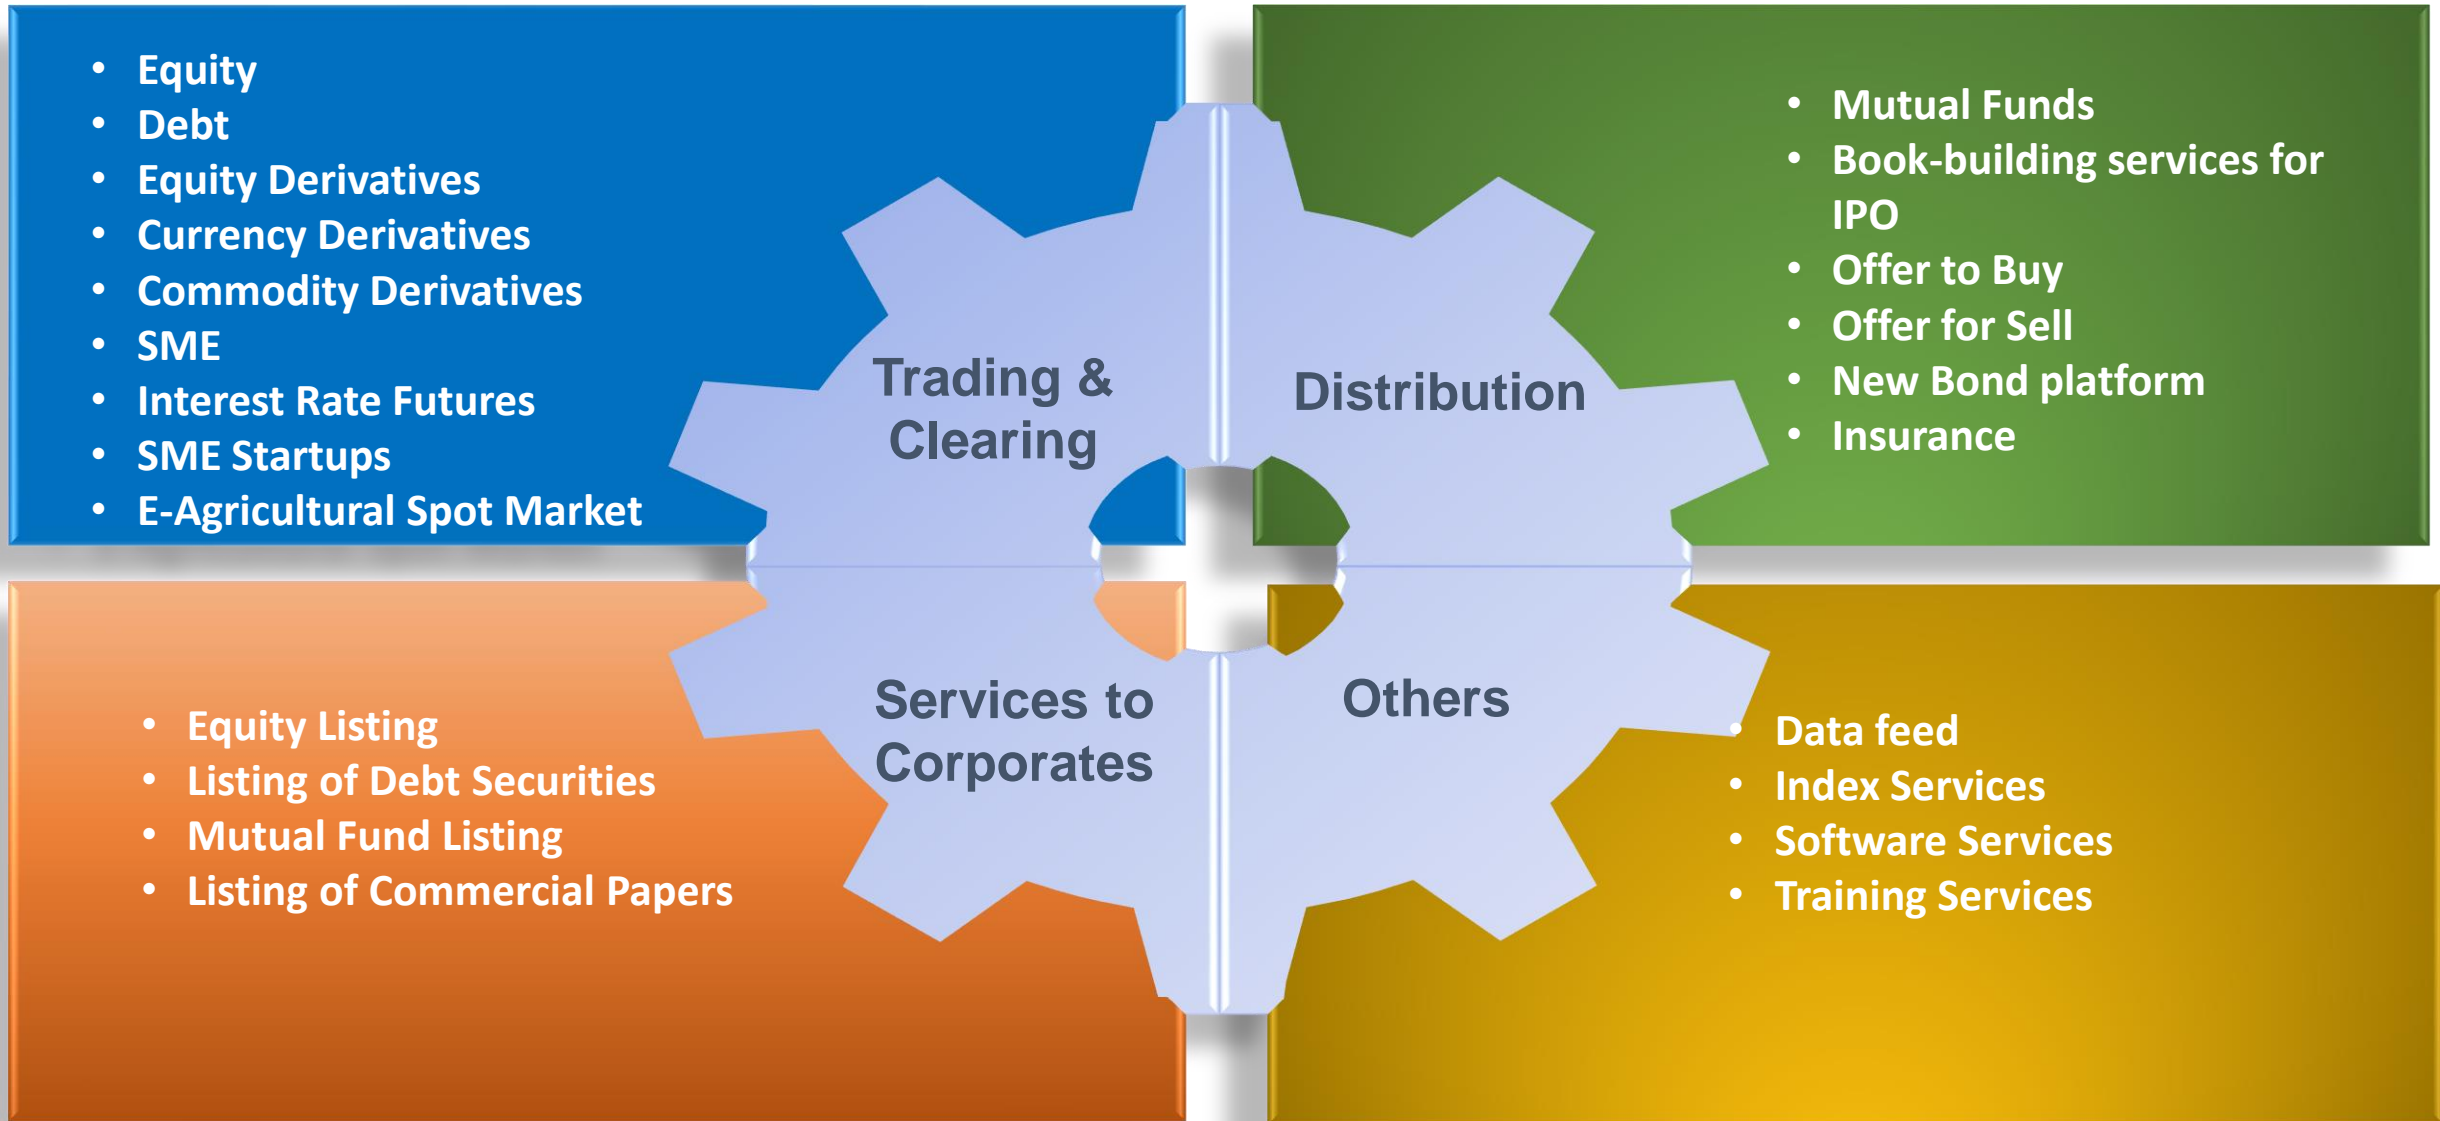 • Equity
• Debt
• Equity Derivatives
• Currency Derivatives
• Commodity Derivatives
• SME
• Interest Rate Futures
• SME Startups
• E-Agricultural Spot Market
Trading &
Clearing
Distribution
• Mutual Funds
• Book-building services for
IPO
• Offer to Buy
• Offer for Sell
• New Bond platform
• Insurance
• Equity Listing
• Listing of Debt Securities
• Mutual Fund Listing
• Listing of Commercial Papers
Services to
Corporates
Others
• Data feed
• Index Services
• Software Services
• Training Services